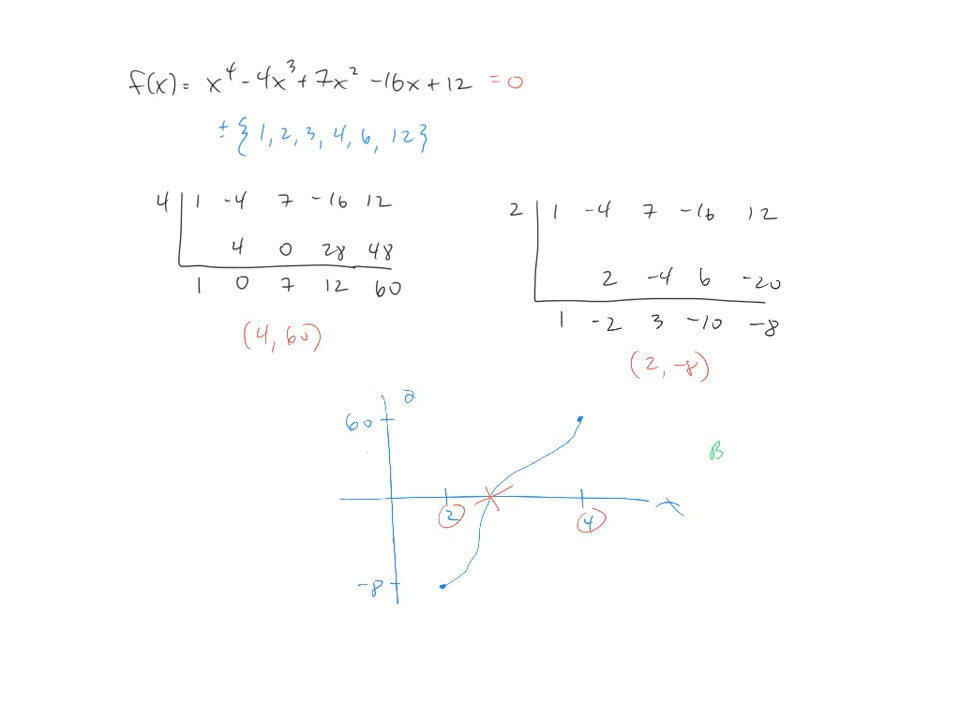 f(x) = x⁴ - 4x³ + 7x² - 16x + 12 = 0
± {1, 2, 3, 4, 6, 12}
4 | 1 -4 7 -16 12
4 0 28 48
1 0 7 12 60
(4, 60)
2 | 1 -4 7 -16 12
2 -4 6 -20
1 -2 3 -10 -8
(2, -8)
60
B
2 4
-8